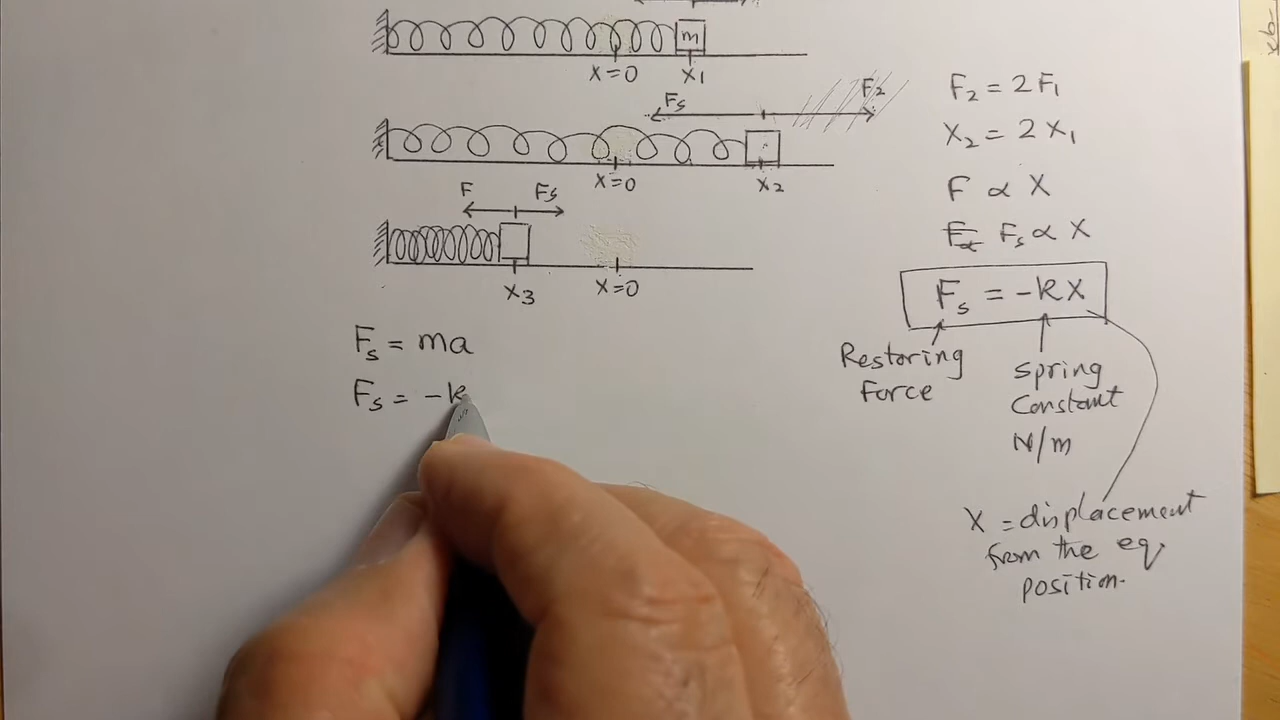 m
X=0 X₁
Fs F₂
X=0 X₂
F Fs
X₃ X=0
Fs = ma
Fs = -k
F₂ = 2F₁
X₂ = 2X₁
F ∝ X
Fs ∝ X
Fs = -kX
Restoring
Force
Spring
Constant
N/m
X = displacement
from the eq.
position.